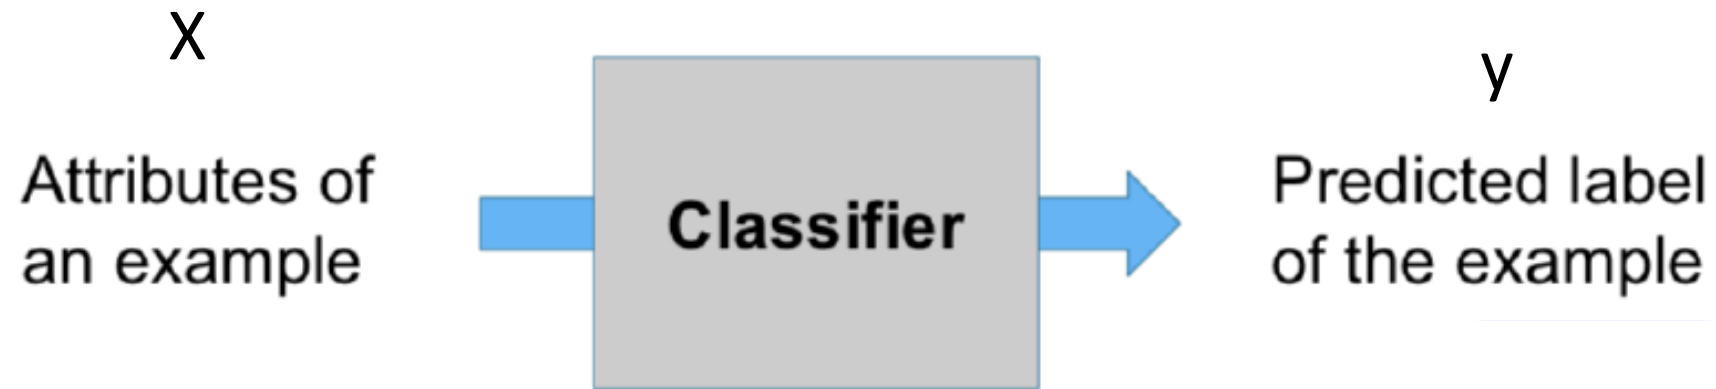 X
Attributes of
an example
Classifier
y
Predicted label
of the example